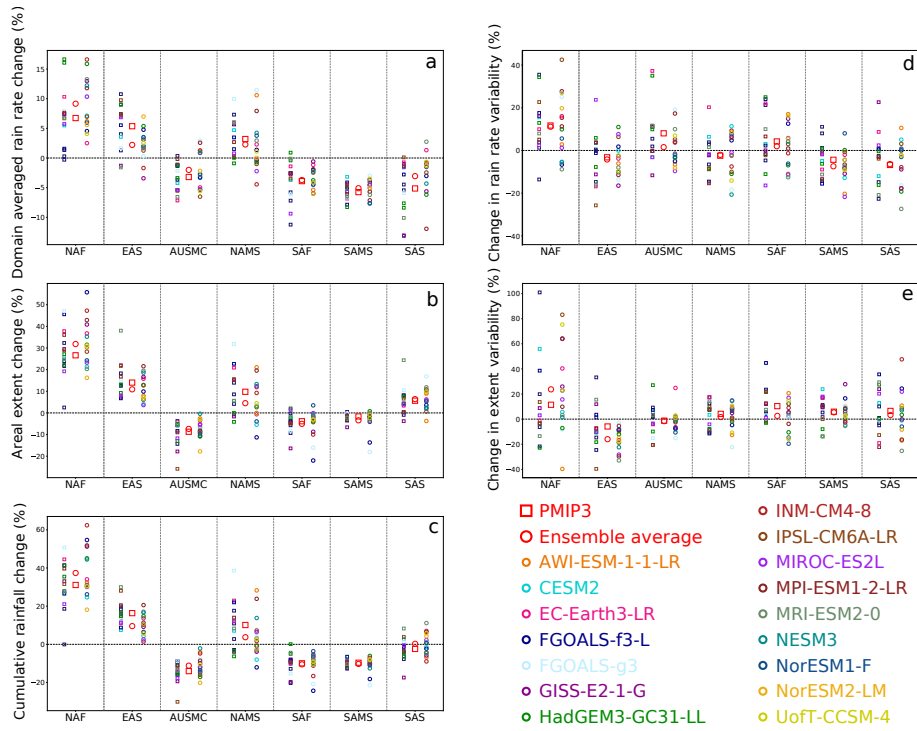 a
Domain averaged rain rate change (%)
15
10
5
0
−5
−10
NAF EAS AUSMC NAMS SAF SAMS SAS
b
Areal extent change (%)
50
40
30
20
10
0
−10
−20
NAF EAS AUSMC NAMS SAF SAMS SAS
c
Cumulative rainfall change (%)
60
40
20
0
−20
−40
NAF EAS AUSMC NAMS SAF SAMS SAS
d
Change in rain rate variability (%)
40
20
0
−20
−40
NAF EAS AUSMC NAMS SAF SAMS SAS
e
Change in extent variability (%)
100
80
60
40
20
0
−20
−40
NAF EAS AUSMC NAMS SAF SAMS SAS
PMIP3
Ensemble average
AWI-ESM-1-1-LR
CESM2
EC-Earth3-LR
FGOALS-f3-L
FGOALS-g3
GISS-E2-1-G
HadGEM3-GC31-LL
INM-CM4-8
IPSL-CM6A-LR
MIROC-ES2L
MPI-ESM1-2-LR
MRI-ESM2-0
NESM3
NorESM1-F
NorESM2-LM
UofT-CCSM-4